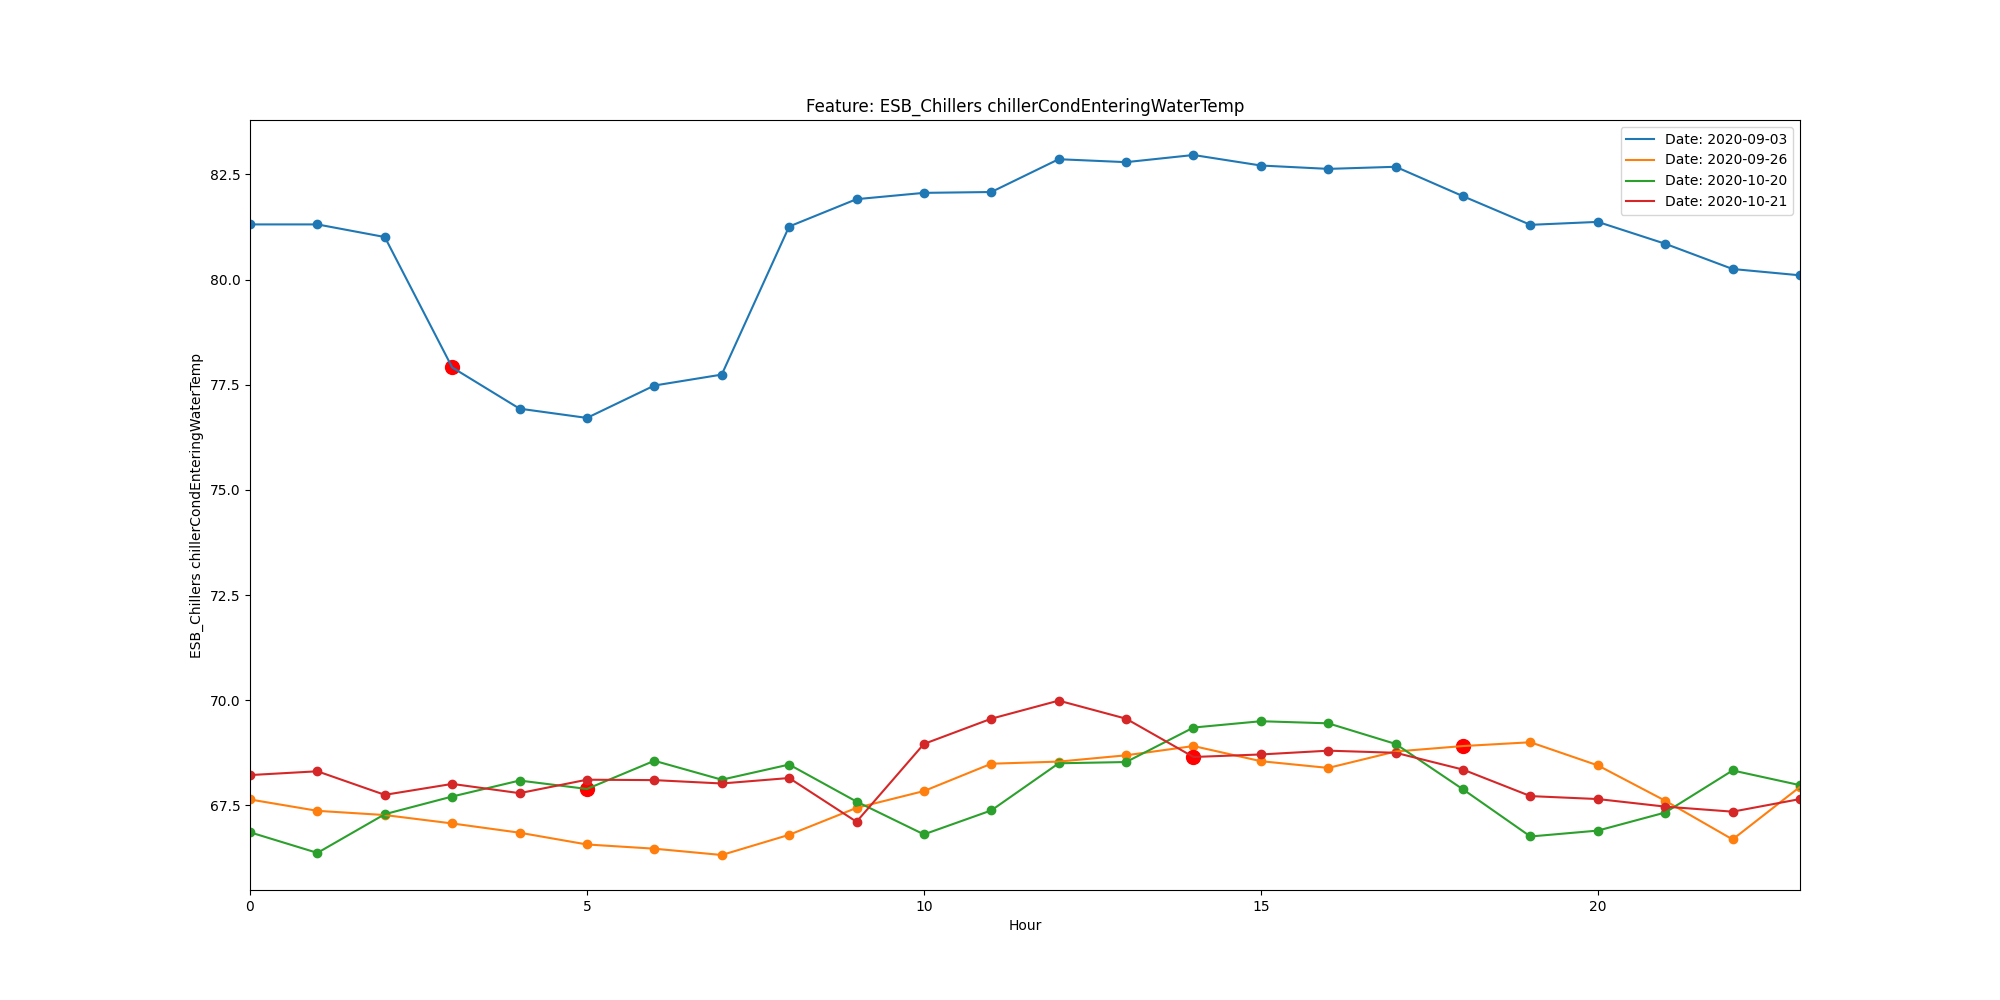 Feature: ESB_Chillers chillerCondEnteringWaterTemp
Date: 2020-09-03
Date: 2020-09-26
Date: 2020-10-20
Date: 2020-10-21
82.5
80.0
77.5
75.0
72.5
70.0
67.5
ESB_Chillers chillerCondEnteringWaterTemp
0 5 10 15 20
Hour